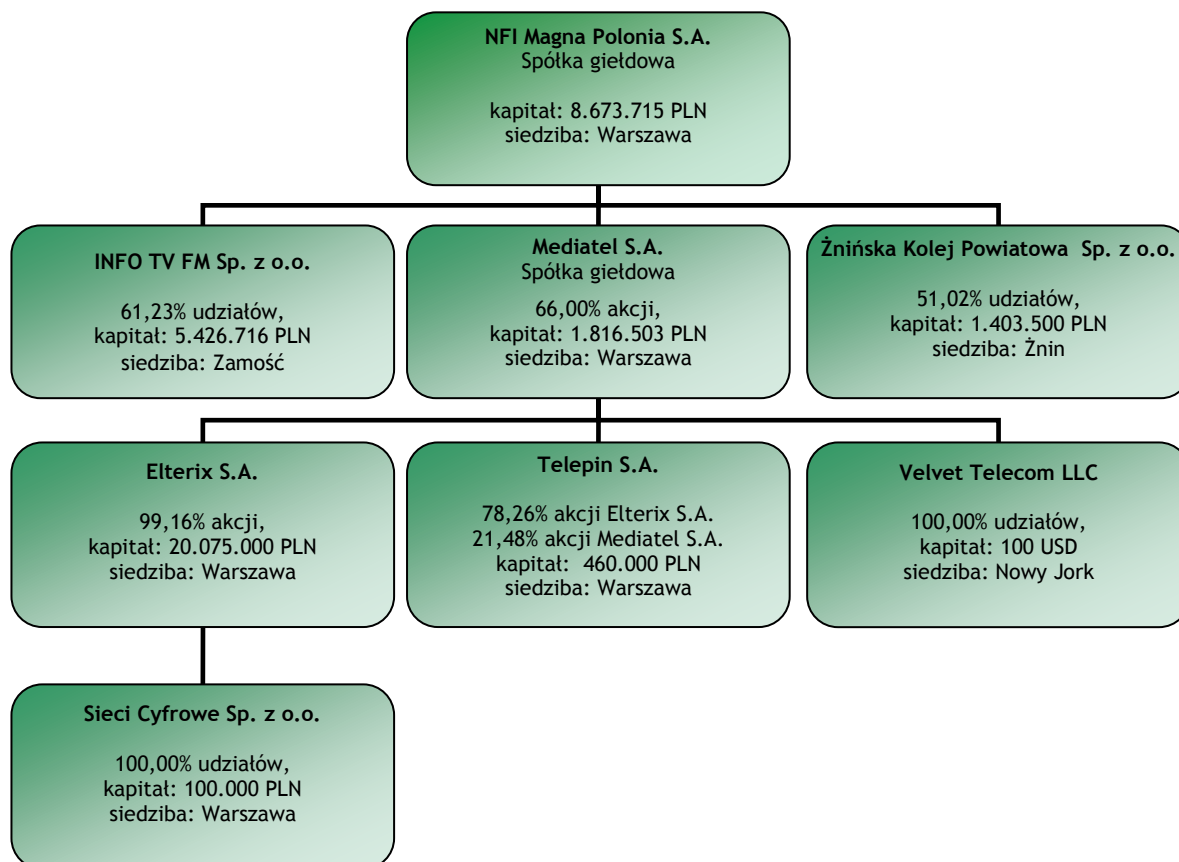 NFI Magna Polonia S.A.
Spółka giełdowa
kapitał: 8.673.715 PLN
siedziba: Warszawa
INFO TV FM Sp. z o.o.
61,23% udziałów,
kapitał: 5.426.716 PLN
siedziba: Zamość
Mediatel S.A.
Spółka giełdowa
66,00% akcji,
kapitał: 1.816.503 PLN
siedziba: Warszawa
Żnińska Kolej Powiatowa Sp. z o.o.
51,02% udziałów,
kapitał: 1.403.500 PLN
siedziba: Żnin
Elterix S.A.
99,16% akcji,
kapitał: 20.075.000 PLN
siedziba: Warszawa
Telepin S.A.
78,26% akcji Elterix S.A.
21,48% akcji Mediatel S.A.
kapitał: 460.000 PLN
siedziba: Warszawa
Velvet Telecom LLC
100,00% udziałów,
kapitał: 100 USD
siedziba: Nowy Jork
Sieci Cyfrowe Sp. z o.o.
100,00% udziałów,
kapitał: 100.000 PLN
siedziba: Warszawa